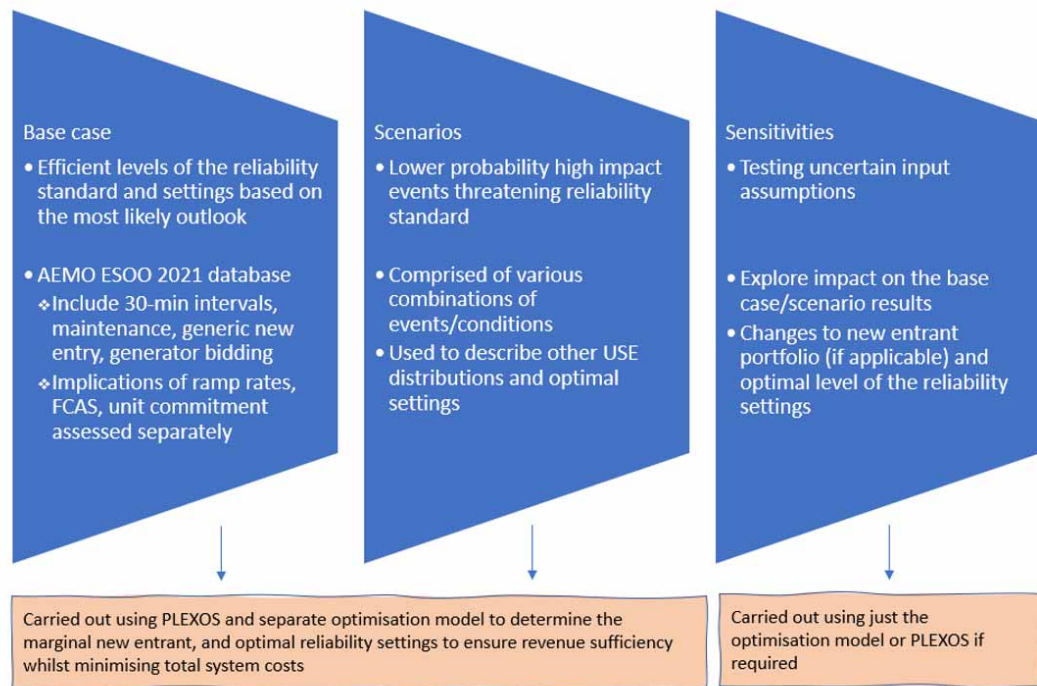 Base case
• Efficient levels of the reliability
standard and settings based on
the most likely outlook
• AEMO ESOO 2021 database
❖Include 30-min intervals,
maintenance, generic new
entry, generator bidding
❖Implications of ramp rates,
FCAS, unit commitment
assessed separately
Scenarios
• Lower probability high impact
events threatening reliability
standard
• Comprised of various
combinations of
events/conditions
• Used to describe other USE
distributions and optimal
settings
Sensitivities
• Testing uncertain input
assumptions
• Explore impact on the base
case/scenario results
• Changes to new entrant
portfolio (if applicable) and
optimal level of the reliability
settings
Carried out using PLEXOS and separate optimisation model to determine the
marginal new entrant, and optimal reliability settings to ensure revenue sufficiency
whilst minimising total system costs
Carried out using just the
optimisation model or PLEXOS if
required